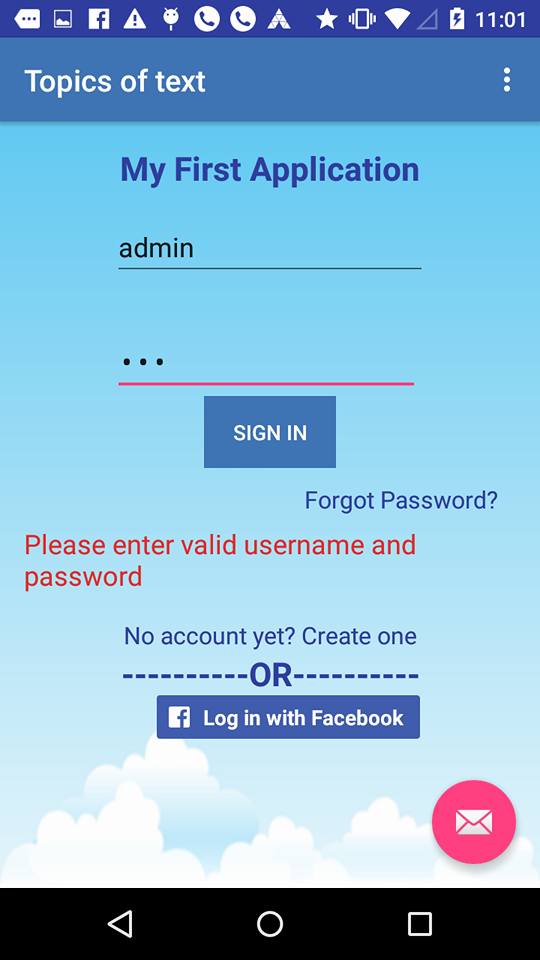 11:01
Topics of text
My First Application
admin
...
SIGN IN
Forgot Password?
Please enter valid username and
password
No account yet? Create one
----------OR----------
Log in with Facebook